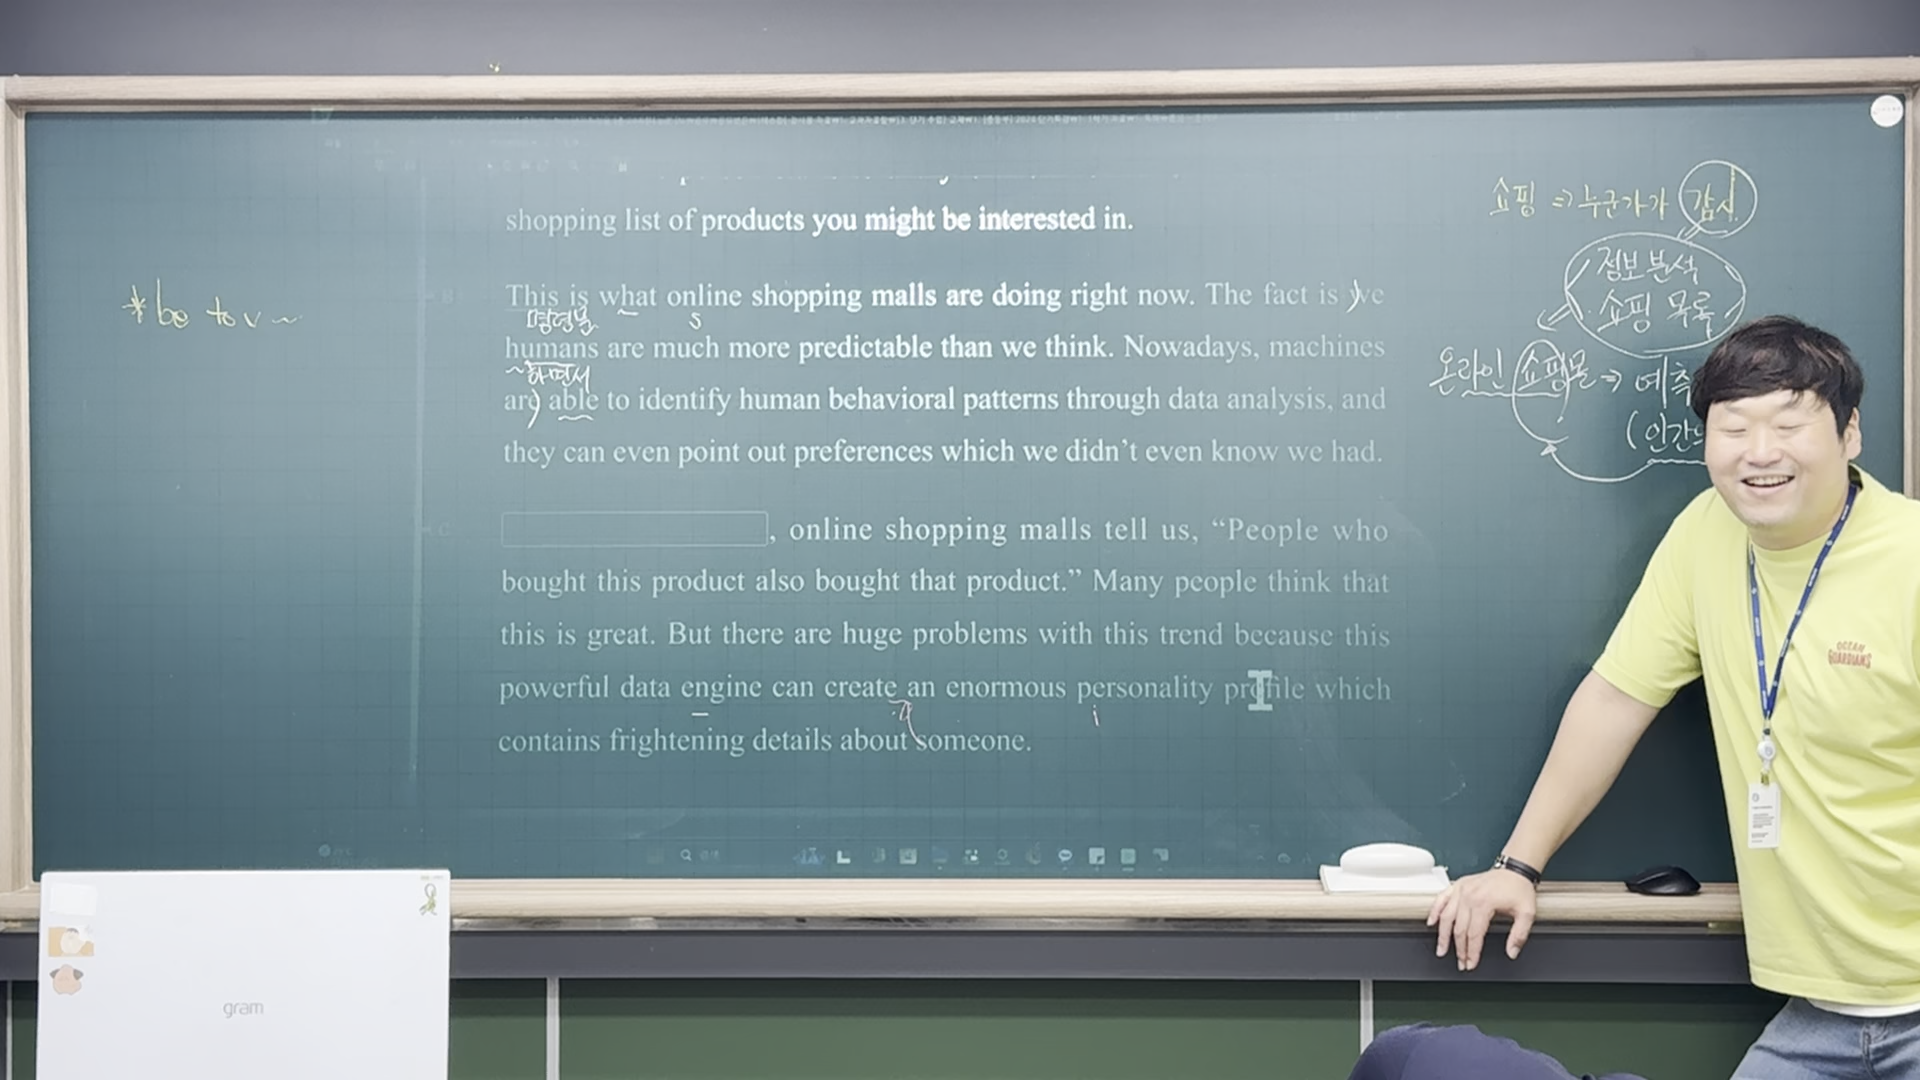 shopping list of products you might be interested in.
This is what online shopping malls are doing right now. The fact is we
humans are much more predictable than we think. Nowadays, machines
are able to identify human behavioral patterns through data analysis, and
they can even point out preferences which we didn't even know we had.
, online shopping malls tell us, “People who
bought this product also bought that product.” Many people think that
this is great. But there are huge problems with this trend because this
powerful data engine can create an enormous personality profile which
contains frightening details about someone.
* be to v ~
S
~하면서
i
쇼핑 => 누군가가 감시
정보 분석
쇼핑 목록
온라인 쇼핑몰 => 예측
(인간의
OCEAN
GUARDIANS
gram